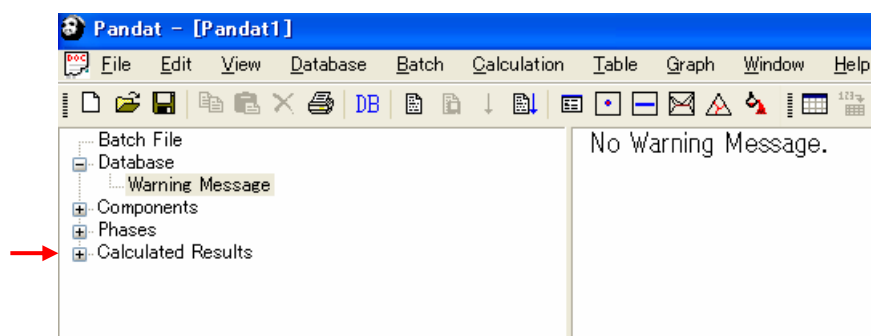 Pandat - [Pandat1]
File Edit View Database Batch Calculation Table Graph Window Help
DB
Batch File
Database
Warning Message
Components
Phases
Calculated Results
No Warning Message.